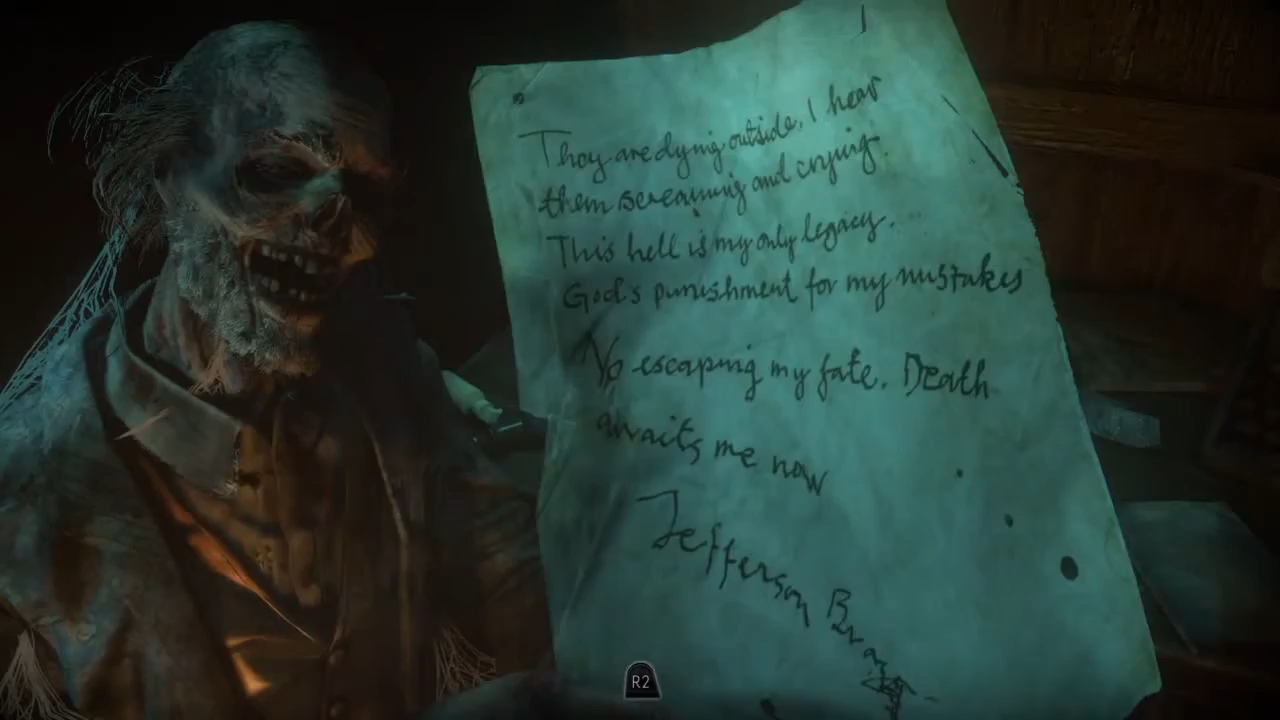 They are dying outside, I hear
them screaming and crying.
This hell is my only legacy.
God's punishment for my mistakes
No escaping my fate. Death
awaits me now
Jefferson
R2